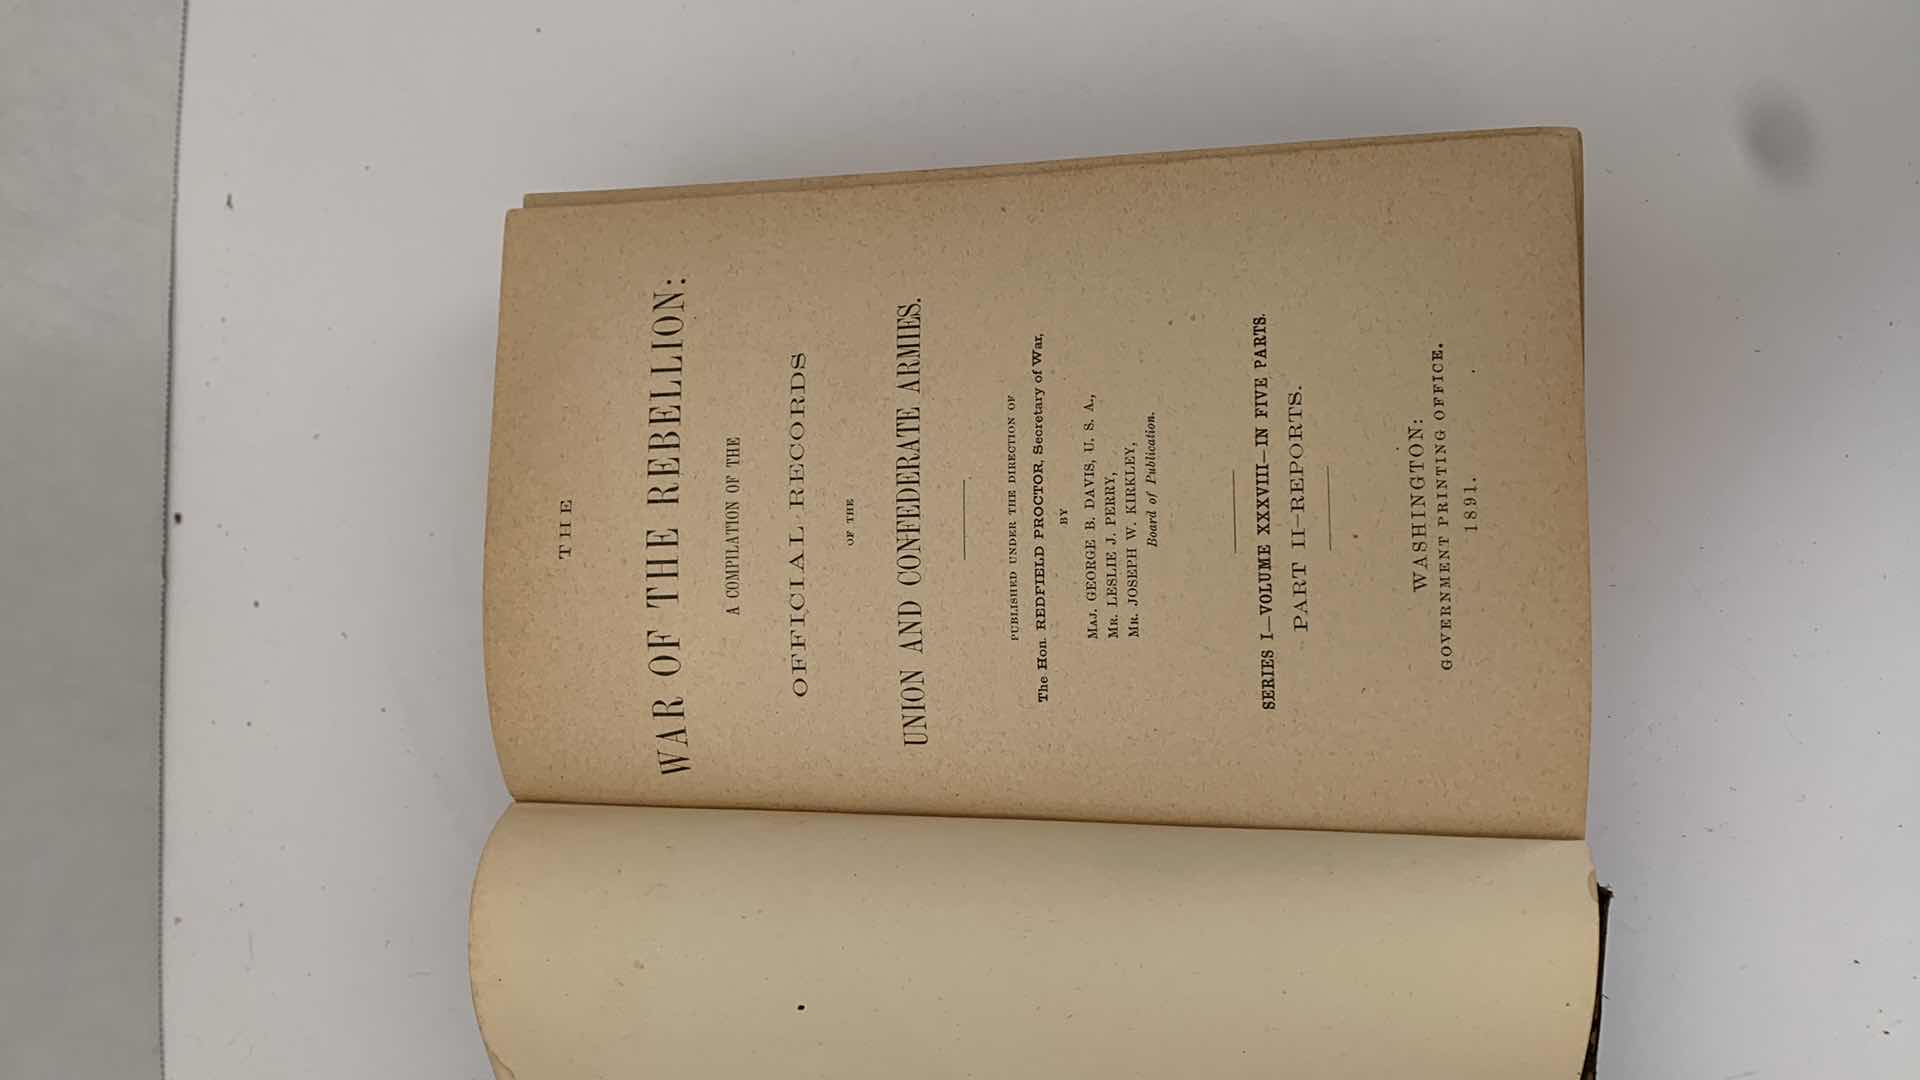 THE
WAR OF THE REBELLION:
A COMPILATION OF THE
OFFICIAL RECORDS
OF THE
UNION AND CONFEDERATE ARMIES.
PUBLISHED UNDER THE DIRECTION OF
The Hon. REDFIELD PROCTOR, Secretary of War,
BY
MAJ. GEORGE B. DAVIS, U. S. A.,
MR. LESLIE J. PERRY,
MR. JOSEPH W. KIRKLEY,
Board of Publication.
SERIES I—VOLUME XXXVIII—IN FIVE PARTS.
PART II—REPORTS.
WASHINGTON:
GOVERNMENT PRINTING OFFICE.
1891.